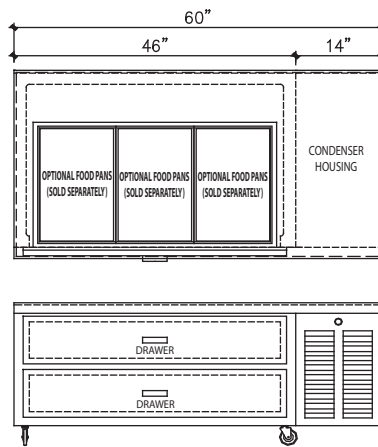 60”
46”
14”
OPTIONAL FOOD PANS
(SOLD SEPARATELY)
OPTIONAL FOOD PANS
(SOLD SEPARATELY)
OPTIONAL FOOD PANS
(SOLD SEPARATELY)
CONDENSER
HOUSING
DRAWER
DRAWER